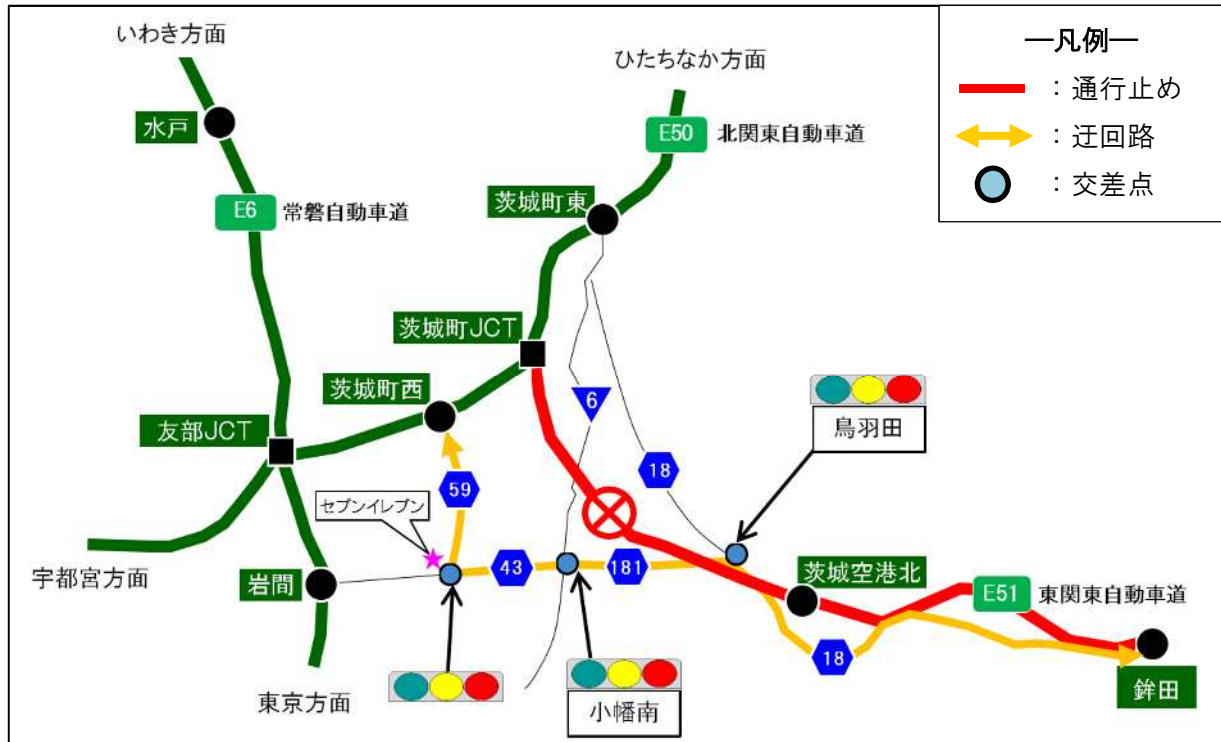 いわき方面
ひたちなか方面
―凡例―
：通行止め
：迂回路
：交差点
水戸
E50
北関東自動車道
E6
常磐自動車道
茨城町東
茨城町JCT
茨城町西
6
鳥羽田
友部JCT
59
18
セブンイレブン
宇都宮方面
岩間
43
181
茨城空港北
E51
東関東自動車道
18
東京方面
小幡南
鉾田